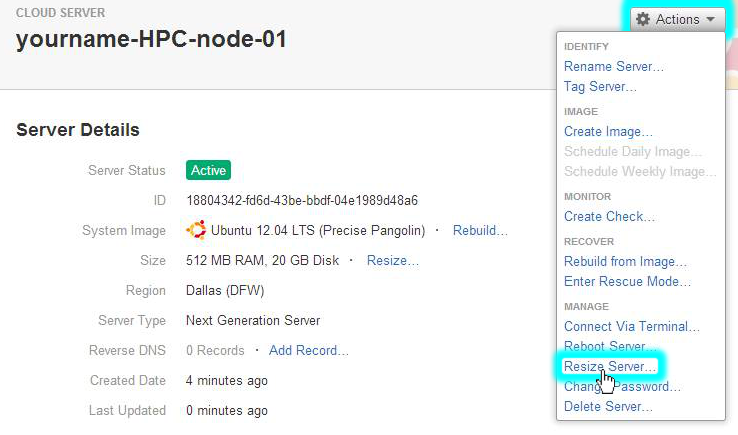 CLOUD SERVER
yourname-HPC-node-01
Actions
IDENTIFY
Rename Server...
Tag Server...
IMAGE
Create Image...
Schedule Daily Image...
Schedule Weekly Image...
MONITOR
Create Check...
RECOVER
Rebuild from Image...
Enter Rescue Mode...
MANAGE
Connect Via Terminal...
Reboot Server...
Resize Server...
Change Password...
Delete Server...
Server Details
Server Status Active
ID 18804342-fd6d-43be-bbdf-04e1989d48a6
System Image Ubuntu 12.04 LTS (Precise Pangolin) · Rebuild...
Size 512 MB RAM, 20 GB Disk · Resize...
Region Dallas (DFW)
Server Type Next Generation Server
Reverse DNS 0 Records · Add Record...
Created Date 4 minutes ago
Last Updated 0 minutes ago